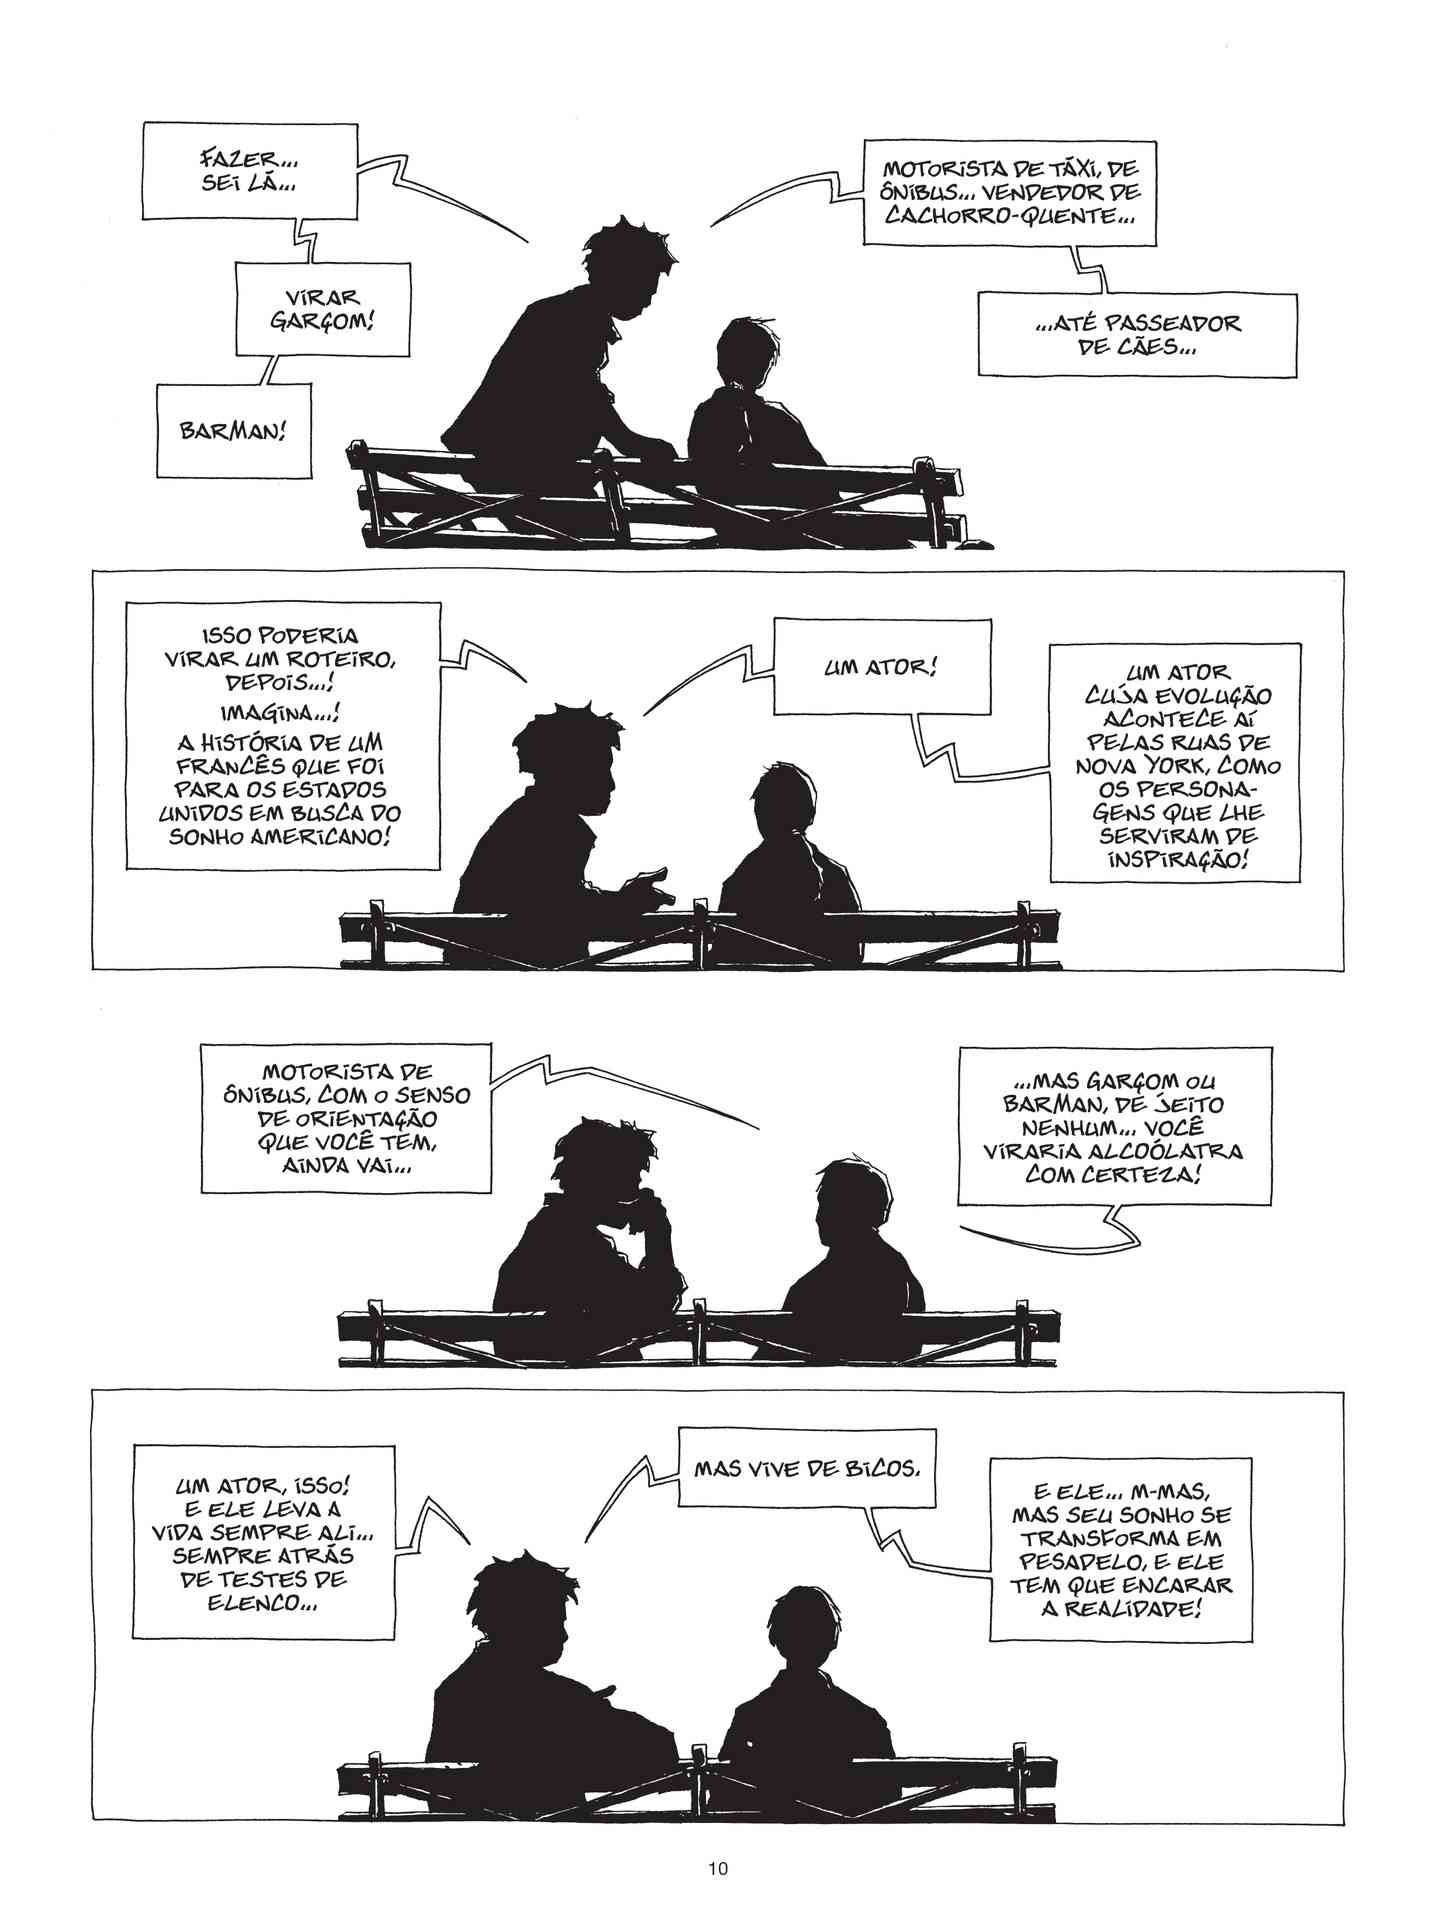 FAZER...
SEI LÁ...
VIRAR
GARÇOM!
BARMAN!
MOTORISTA DE TÁXI, DE
ÔNIBUS... VENDEDOR DE
CACHORRO-QUENTE...
...ATÉ PASSEADOR
DE CÃES...
ISSO PODERIA
VIRAR UM ROTEIRO,
DEPOIS...!
IMAGINA...!
A HISTÓRIA DE UM
FRANCÊS QUE FOI
PARA OS ESTADOS
UNIDOS EM BUSCA DO
SONHO AMERICANO!
UM ATOR!
UM ATOR
CUJA EVOLUÇÃO
ACONTECE AÍ
PELAS RUAS DE
NOVA YORK, COMO
OS PERSONA-
GENS QUE LHE
SERVIRAM DE
INSPIRAÇÃO!
MOTORISTA DE
ÔNIBUS, COM O SENSO
DE ORIENTAÇÃO
QUE VOCÊ TEM,
AINDA VAI...
...MAS GARÇOM OU
BARMAN, DE JEITO
NENHUM... VOCÊ
VIRARIA ALCOÓLATRA
COM CERTEZA!
UM ATOR, ISSO!
E ELE LEVA A
VIDA SEMPRE ALI...
SEMPRE ATRÁS
DE TESTES DE
ELENCO...
MAS VIVE DE BICOS.
E ELE... M-MAS,
MAS SEU SONHO SE
TRANSFORMA EM
PESADELO, E ELE
TEM QUE ENCARAR
A REALIDADE!
10